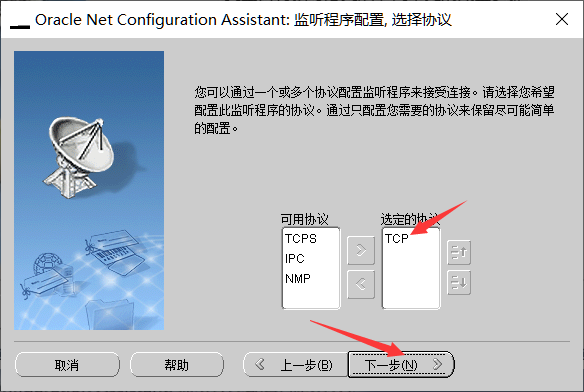 Oracle Net Configuration Assistant: 监听程序配置, 选择协议
您可以通过一个或多个协议配置监听程序来接受连接。请选择您希望
配置此监听程序的协议。通过只配置您需要的协议来保留尽可能简单
的配置。
可用协议
选定的协议
TCPS
IPC
NMP
TCP
取消
帮助
上一步(B)
下一步(N)